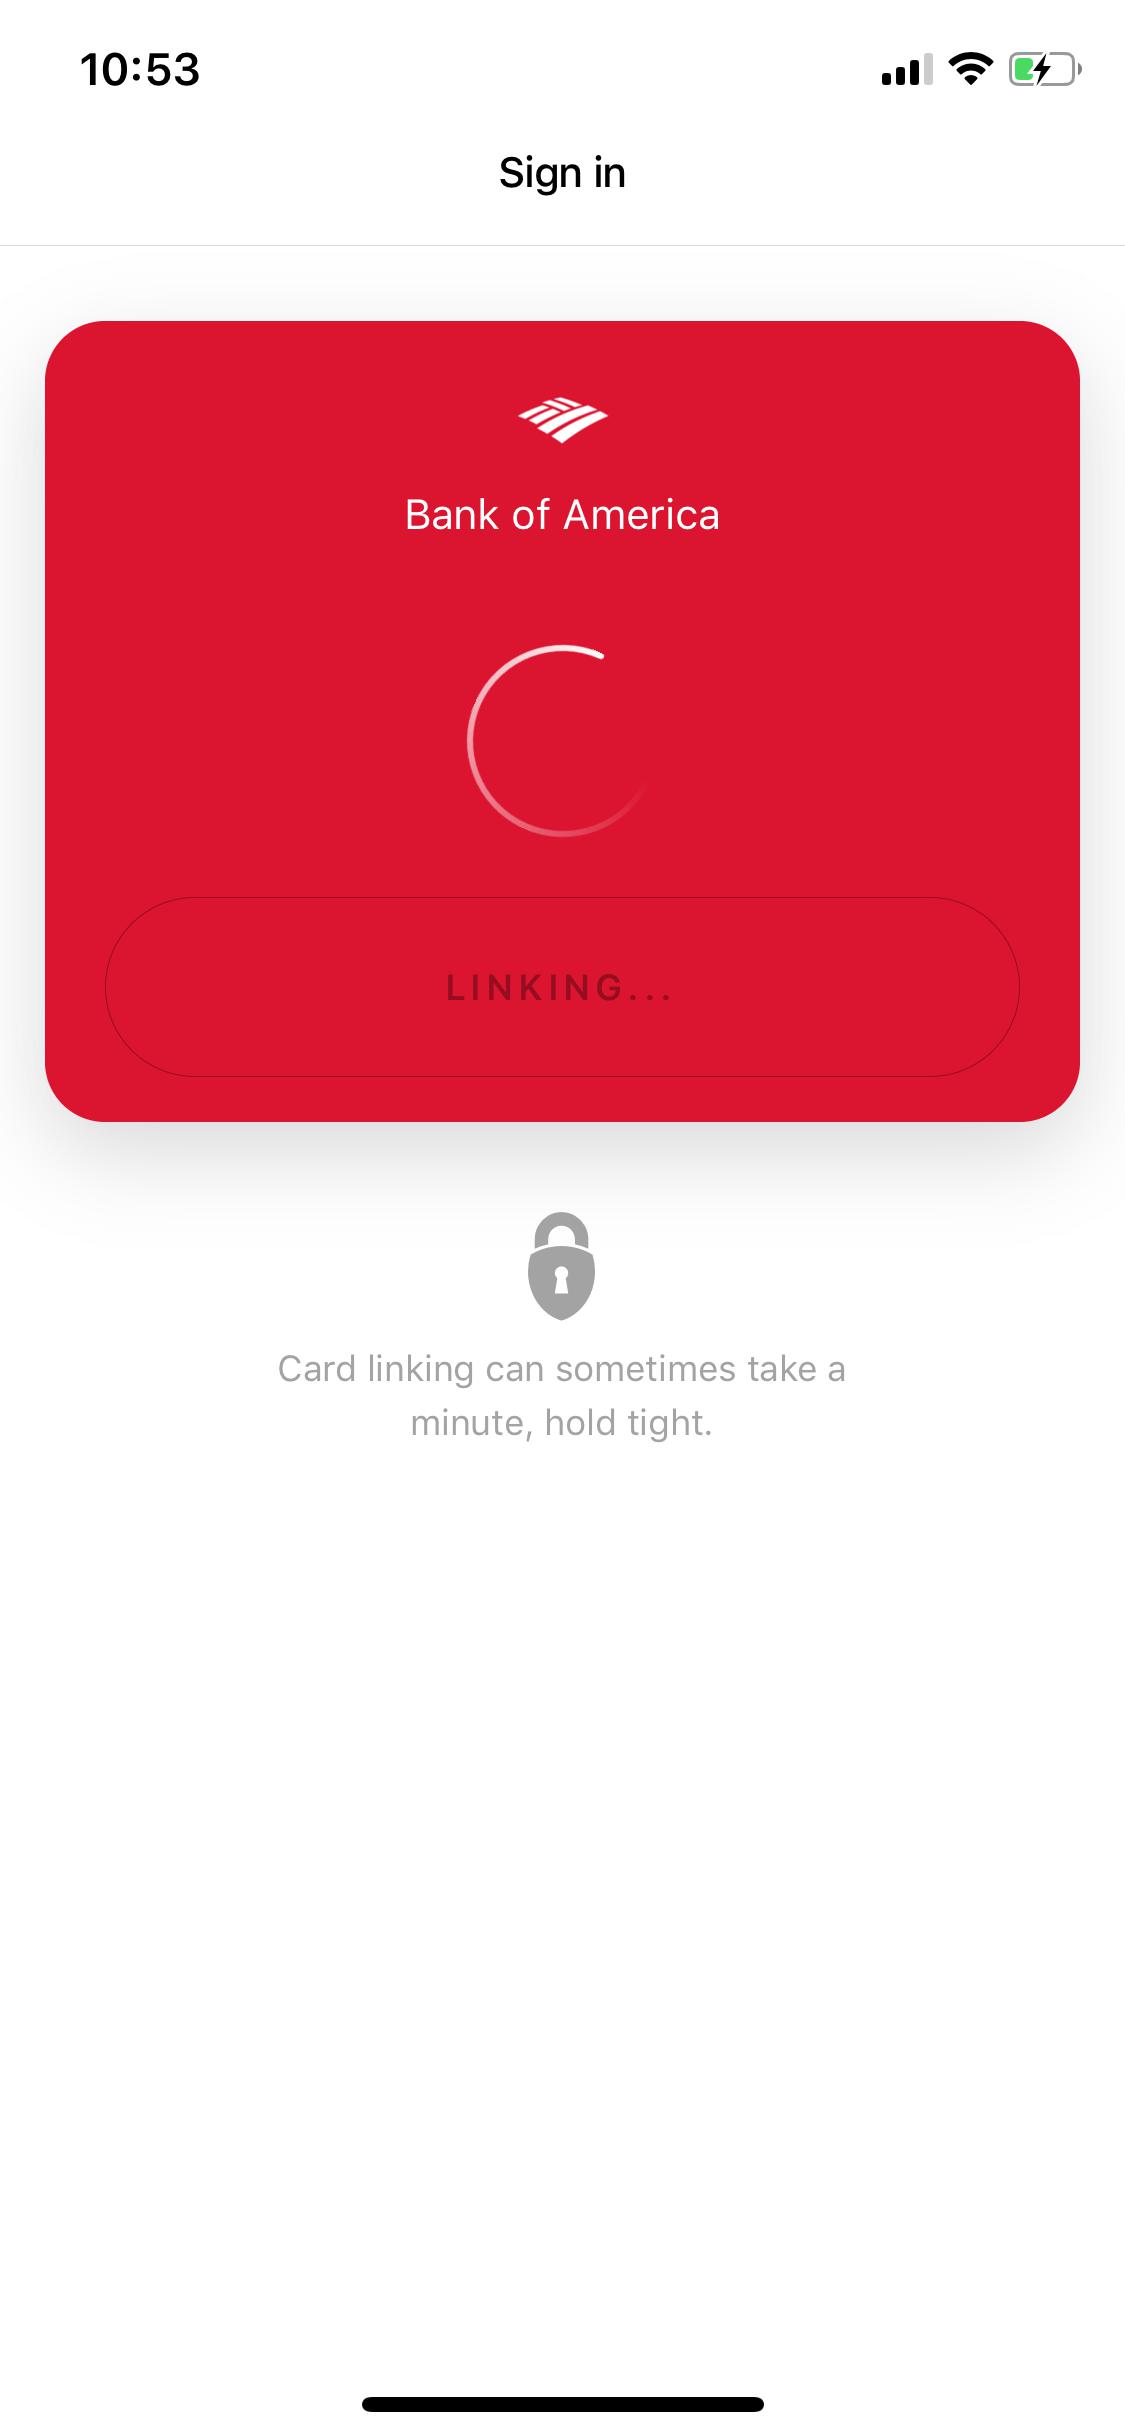 10:53
Sign in
Bank of America
LINKING...
Card linking can sometimes take a
minute, hold tight.